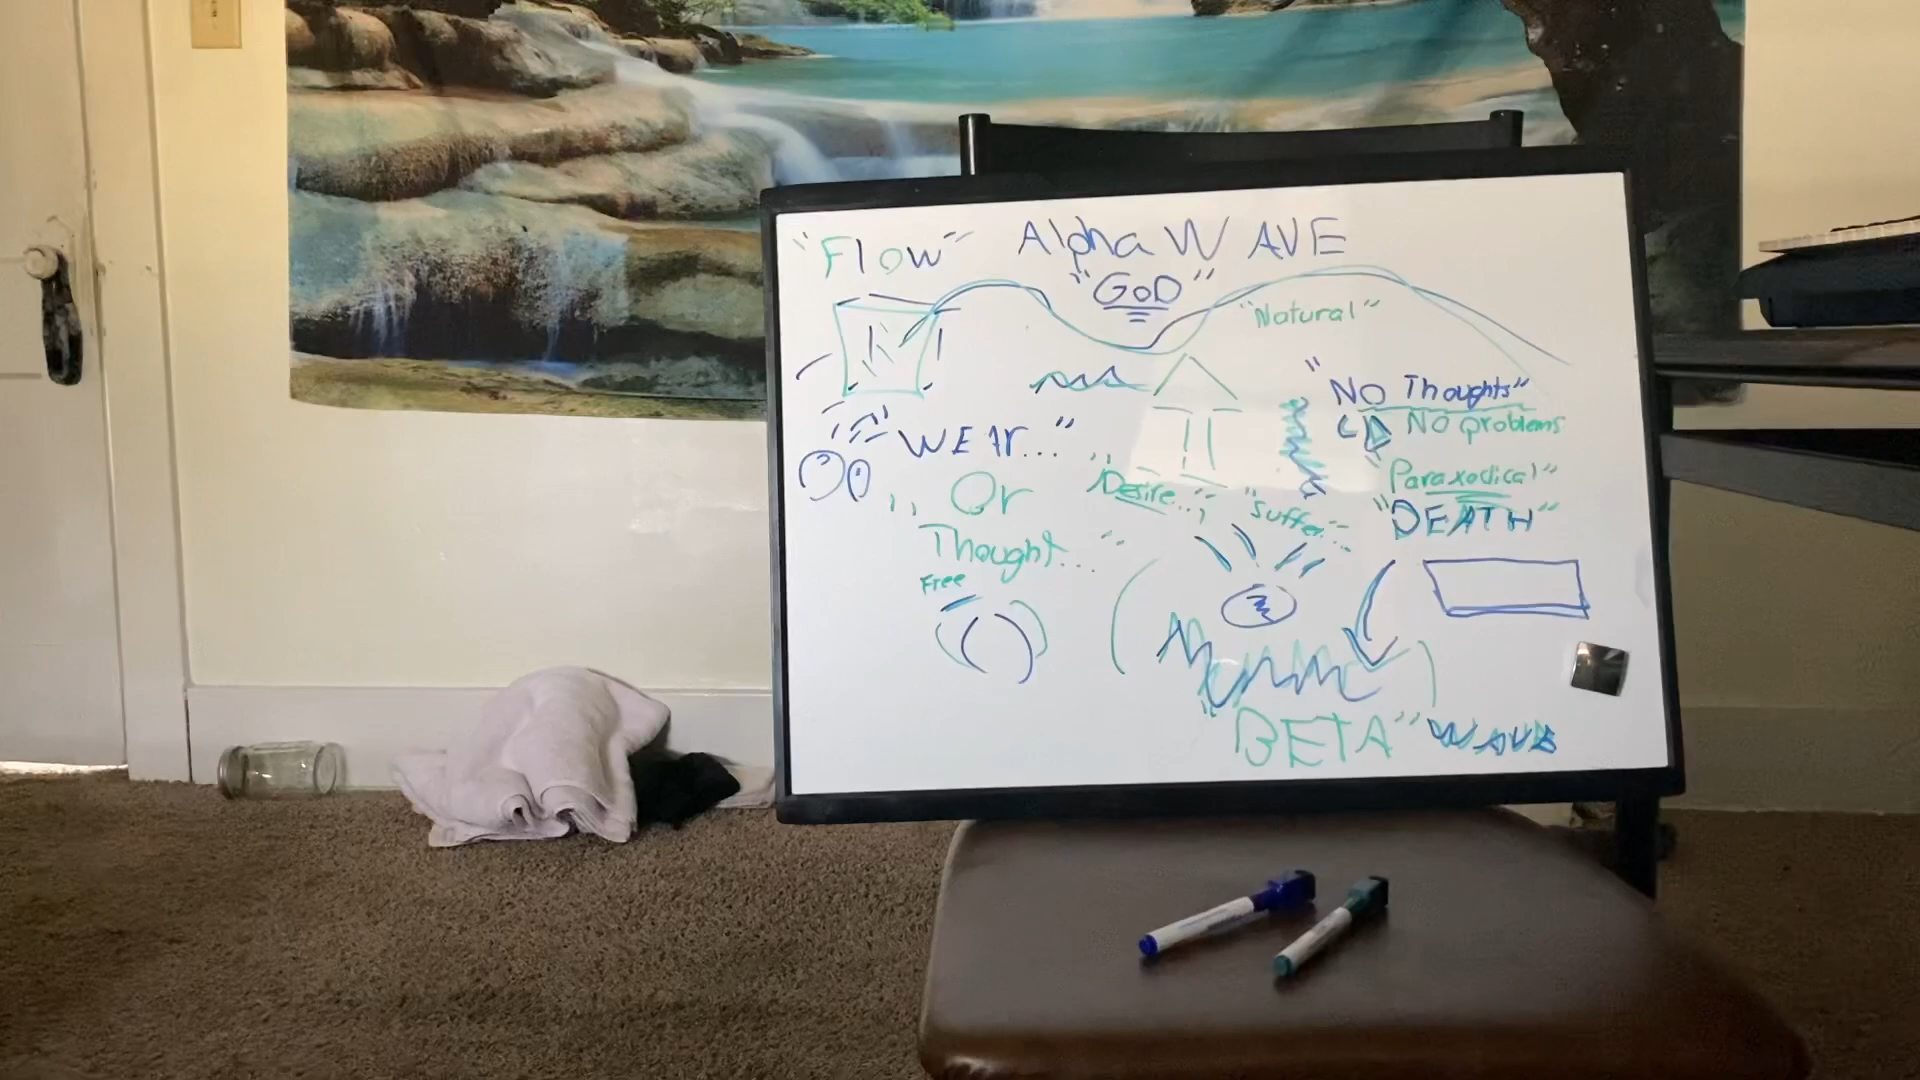 "Flow" Alpha WAVE
"GOD"
"Natural"
"NO Thoughts"
No problems
"WEAr..."
"Paraxodical"
"Desire..."
"Suffer..."
"DEATH"
"Or
Thought..."
Free
"BETA" WAVE